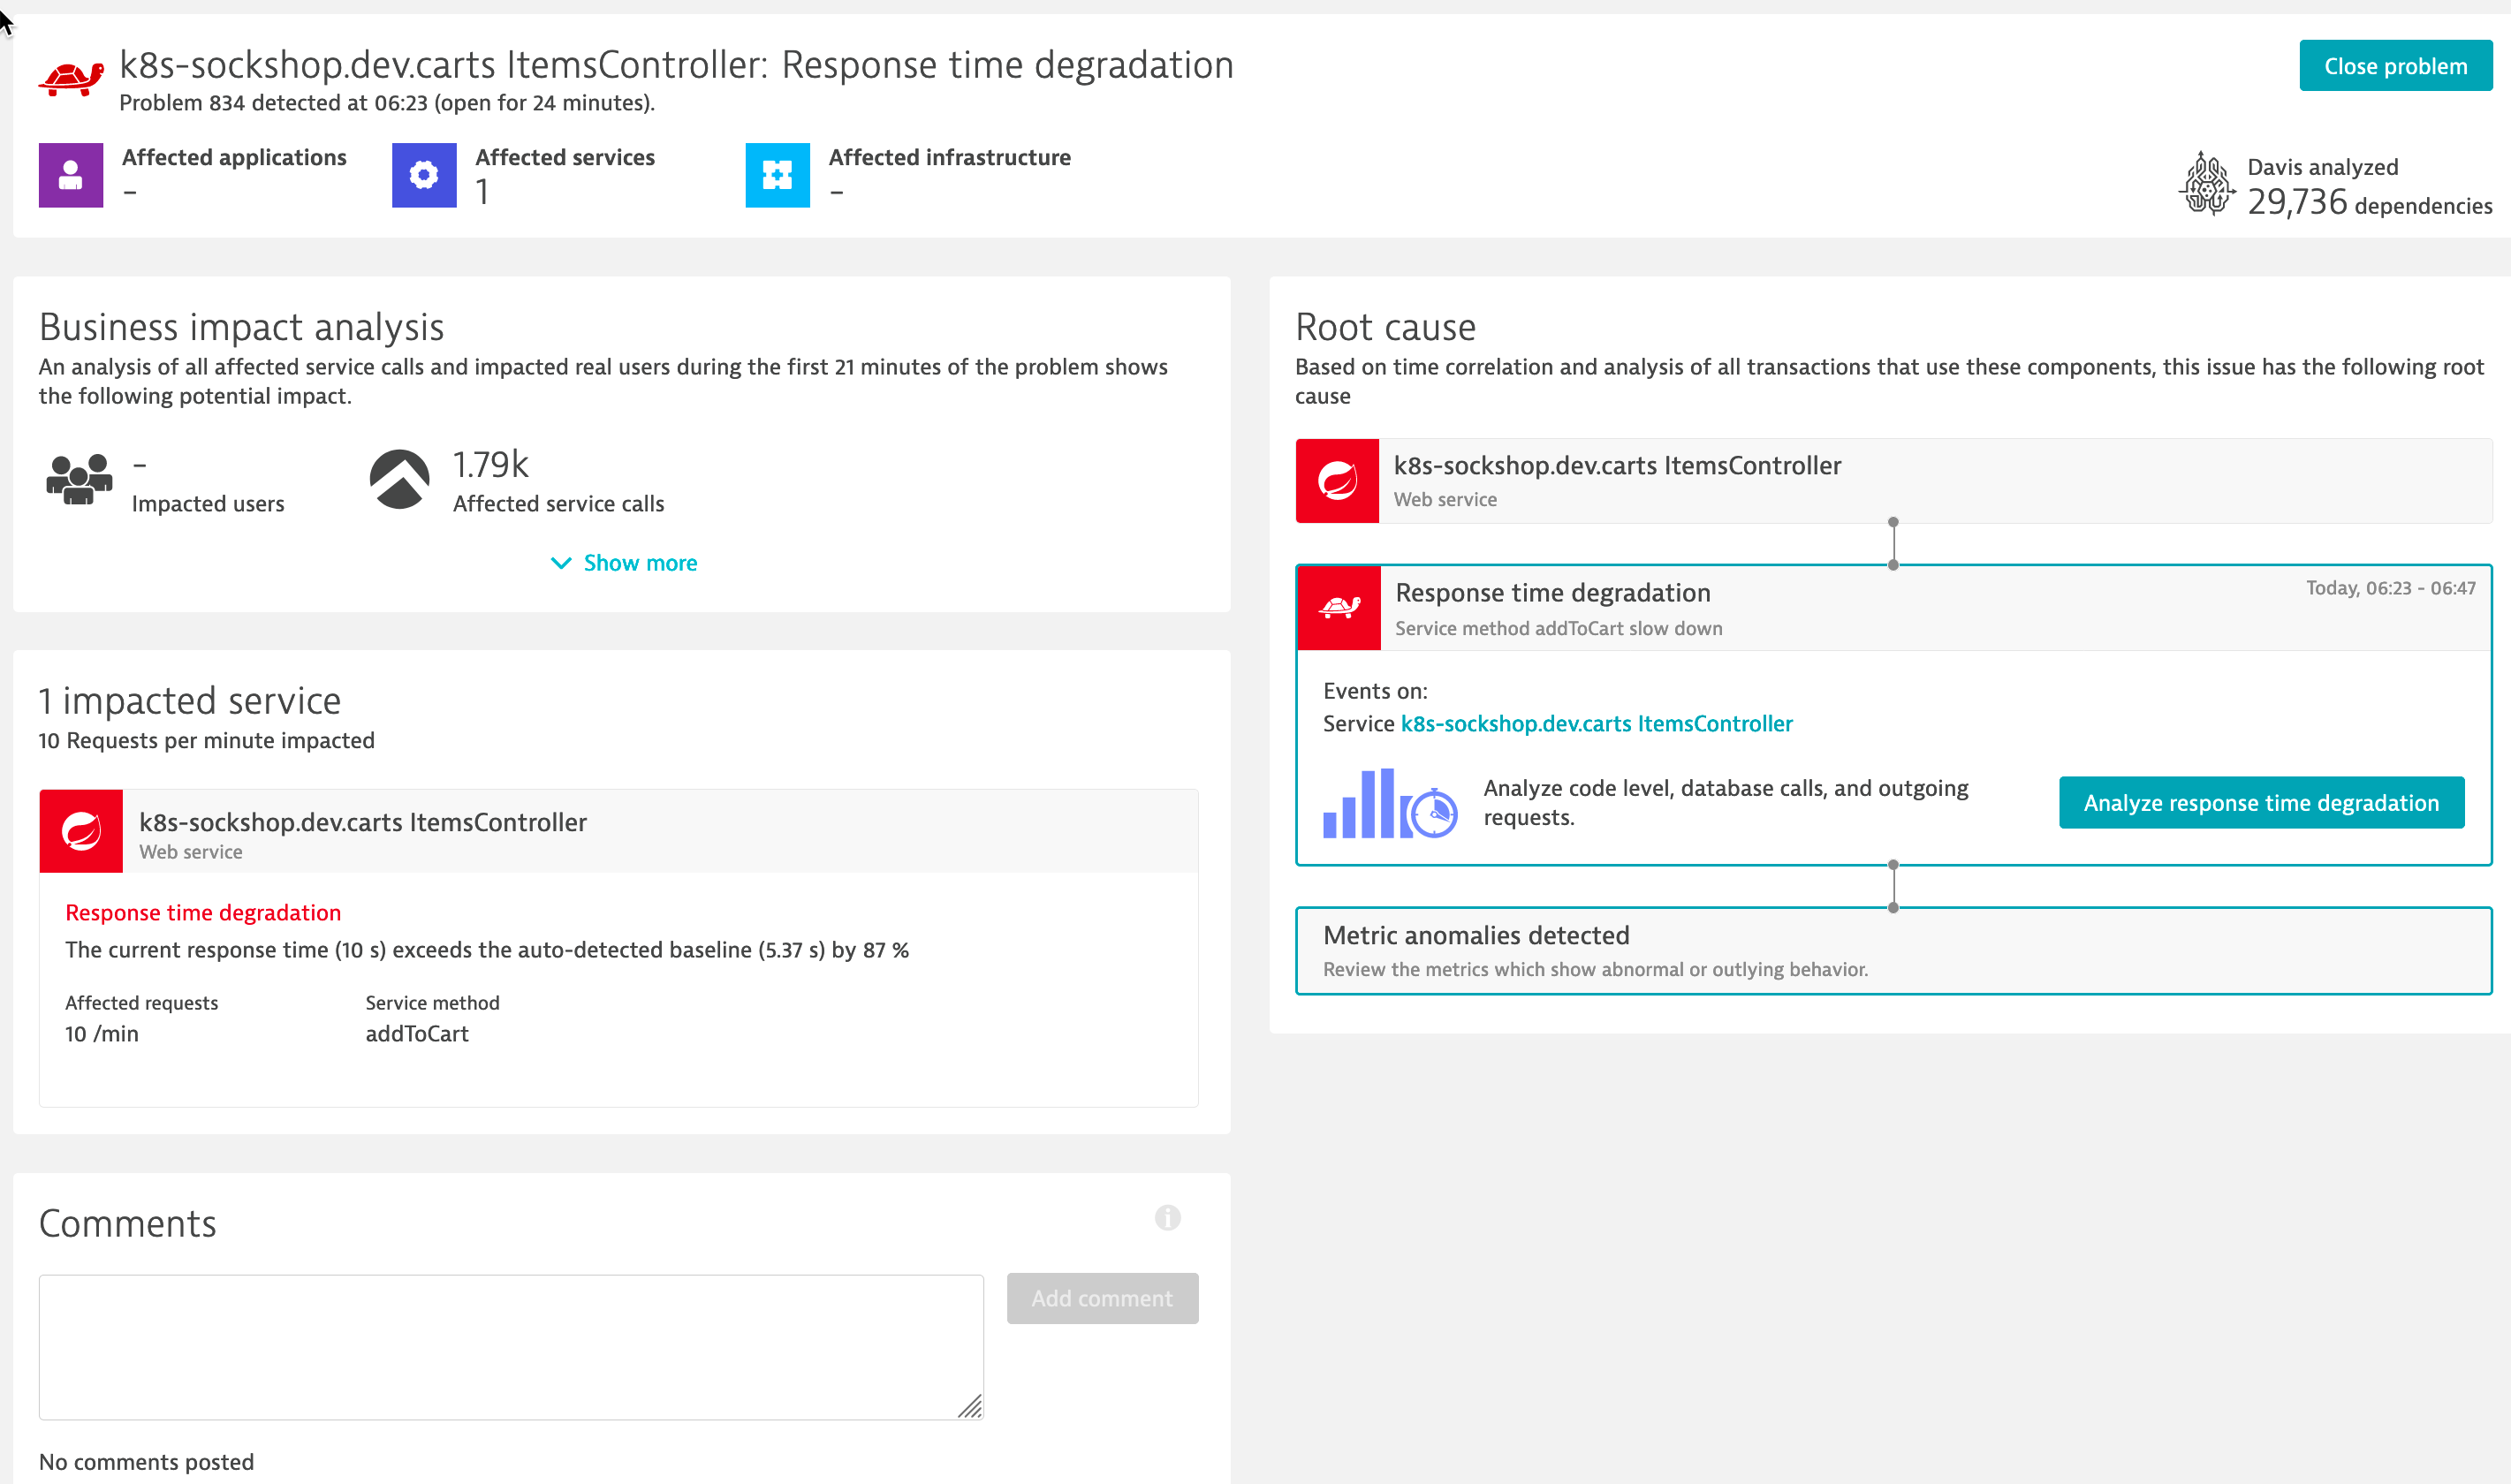 k8s-sockshop.dev.carts ItemsController: Response time degradation
Problem 834 detected at 06:23 (open for 24 minutes).
Close problem
Affected applications
–
Affected services
1
Affected infrastructure
–
Davis analyzed
29,736 dependencies
Business impact analysis
An analysis of all affected service calls and impacted real users during the first 21 minutes of the problem shows
the following potential impact.
–
Impacted users
1.79k
Affected service calls
Show more
1 impacted service
10 Requests per minute impacted
k8s-sockshop.dev.carts ItemsController
Web service
Response time degradation
The current response time (10 s) exceeds the auto-detected baseline (5.37 s) by 87 %
Affected requests
10 /min
Service method
addToCart
Comments
Add comment
No comments posted
Root cause
Based on time correlation and analysis of all transactions that use these components, this issue has the following root
cause
k8s-sockshop.dev.carts ItemsController
Web service
Response time degradation
Today, 06:23 - 06:47
Service method addToCart slow down
Events on:
Service k8s-sockshop.dev.carts ItemsController
Analyze code level, database calls, and outgoing
requests.
Analyze response time degradation
Metric anomalies detected
Review the metrics which show abnormal or outlying behavior.